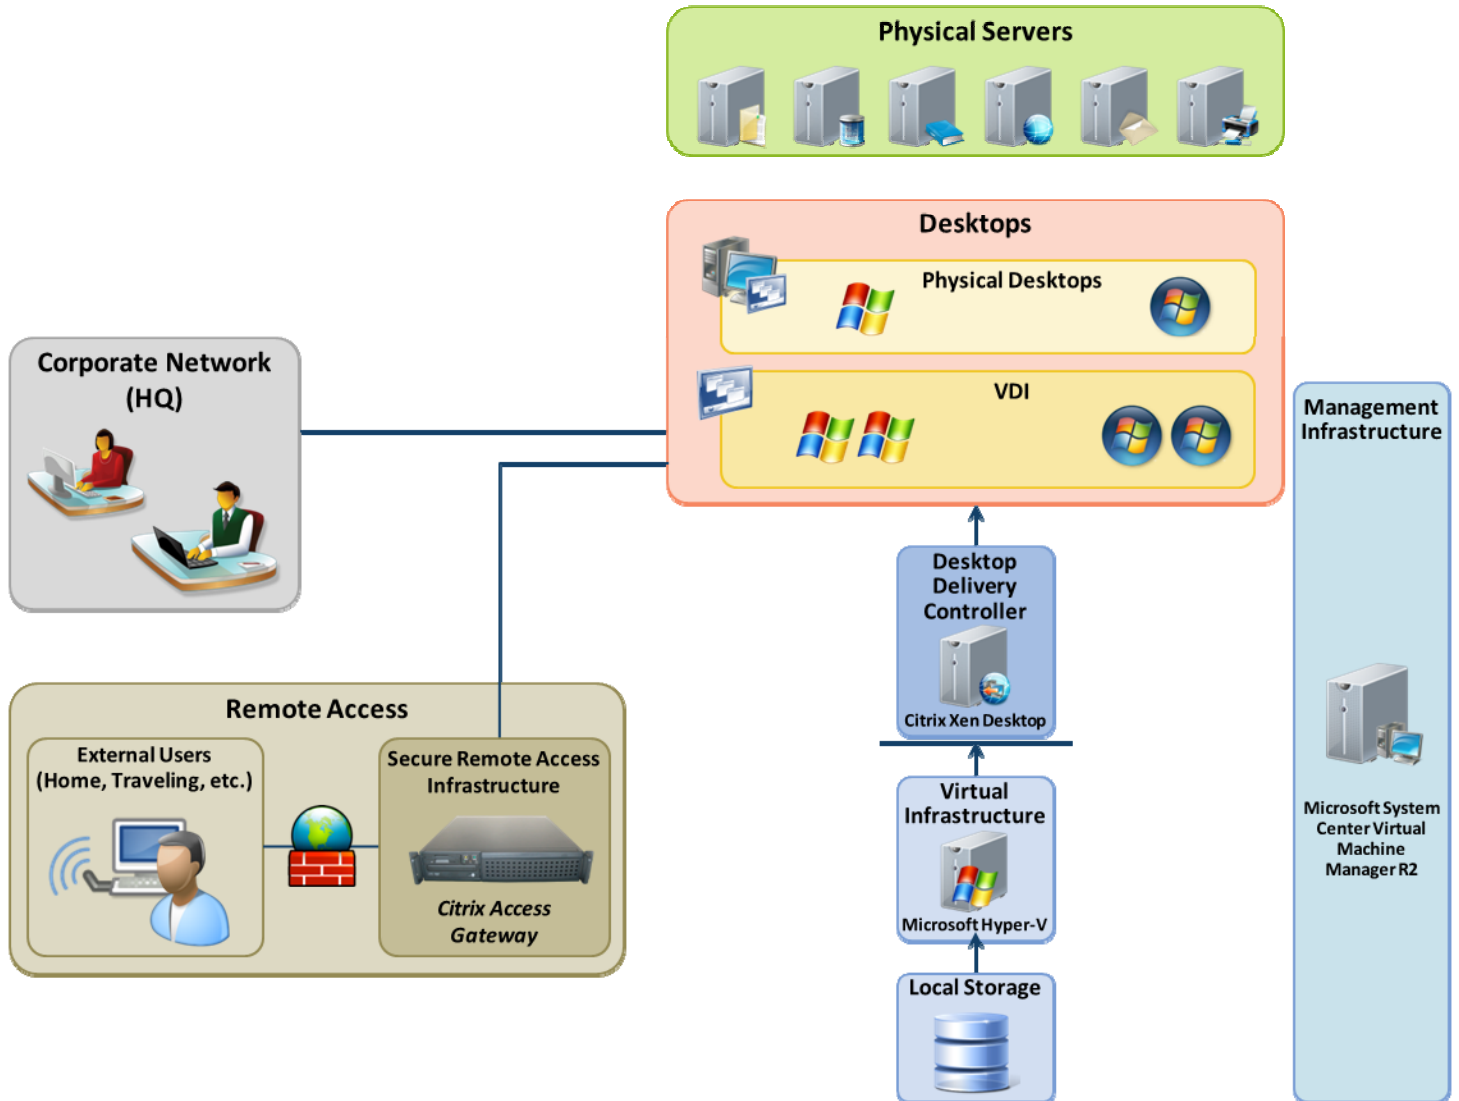 Physical Servers
Desktops
Physical Desktops
VDI
Corporate Network
(HQ)
Management
Infrastructure
Desktop
Delivery
Controller
Citrix Xen Desktop
Remote Access
External Users
(Home, Traveling, etc.)
Secure Remote Access
Infrastructure
Citrix Access
Gateway
Virtual
Infrastructure
Microsoft Hyper-V
Local Storage
Microsoft System
Center Virtual
Machine
Manager R2